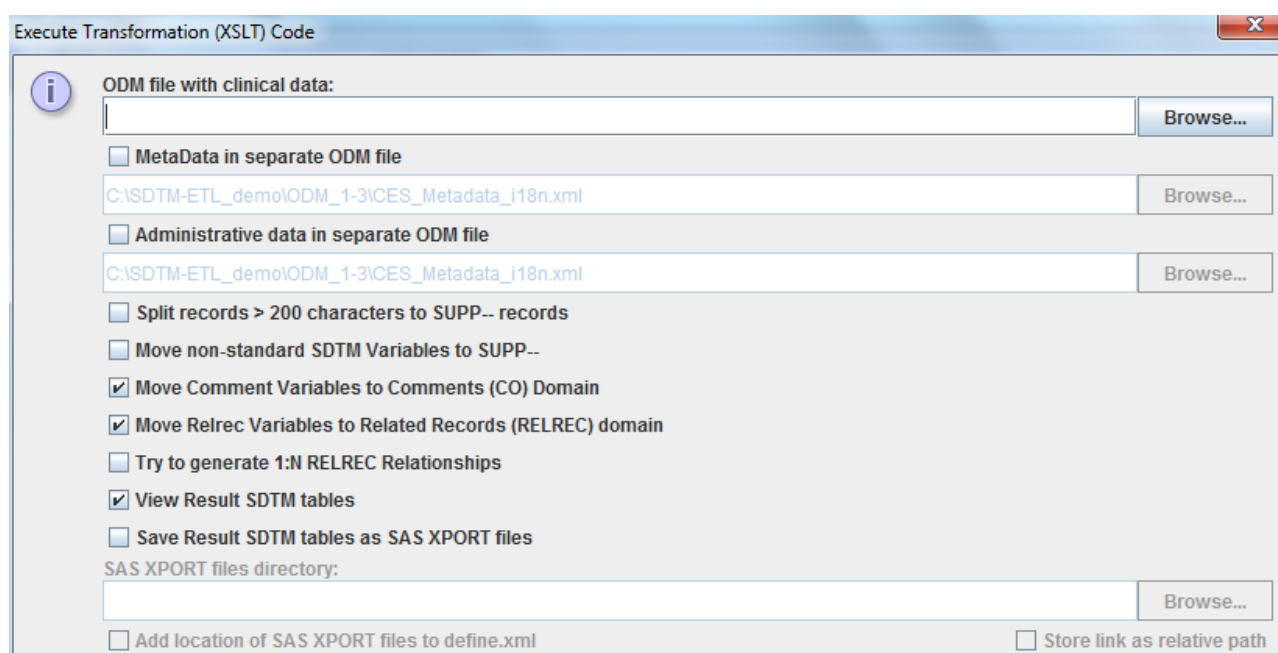 Execute Transformation (XSLT) Code
ODM file with clinical data:
Browse...
MetaData in separate ODM file
C:\SDTM-ETL_demo\ODM_1-3\CES_Metadata_i18n.xml Browse...
Administrative data in separate ODM file
C:\SDTM-ETL_demo\ODM_1-3\CES_Metadata_i18n.xml Browse...
Split records > 200 characters to SUPP-- records
Move non-standard SDTM Variables to SUPP--
Move Comment Variables to Comments (CO) Domain
Move Relrec Variables to Related Records (RELREC) domain
Try to generate 1:N RELREC Relationships
View Result SDTM tables
Save Result SDTM tables as SAS XPORT files
SAS XPORT files directory:
Browse...
Add location of SAS XPORT files to define.xml Store link as relative path